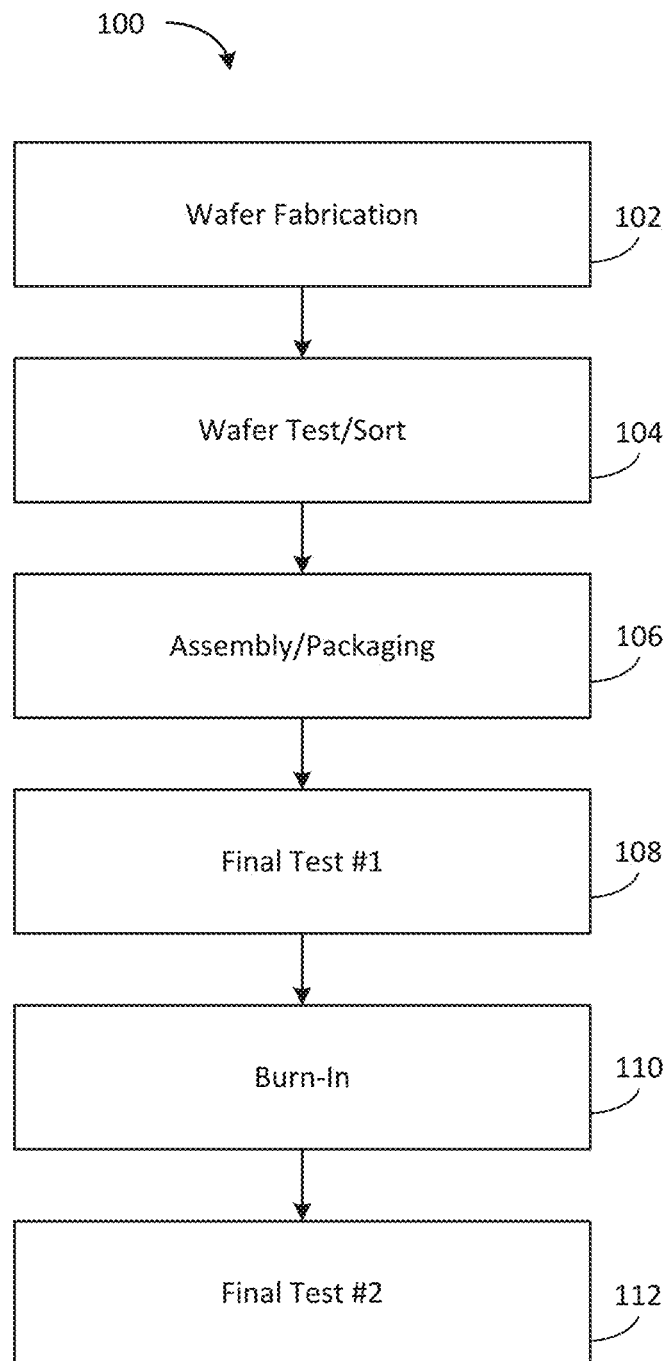 100
Wafer Fabrication
102
Wafer Test/Sort
104
Assembly/Packaging
106
Final Test #1
108
Burn-In
110
Final Test #2
112